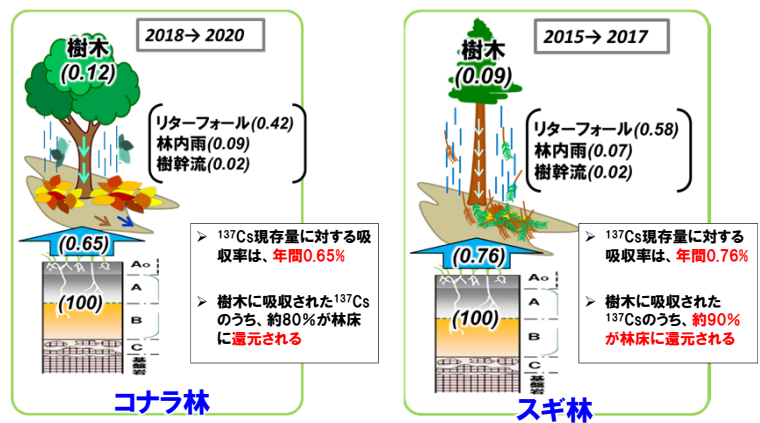 2018→ 2020
樹木
(0.12)
リターフォール(0.42)
林内雨(0.09)
樹幹流(0.02)
(0.65)
(100)
A₀
A
B
C
基盤岩
➢ ¹³⁷Cs現存量に対する吸
収率は、年間0.65%
➢ 樹木に吸収された¹³⁷Cs
のうち、約80%が林床
に還元される
コナラ林
2015→ 2017
樹木
(0.09)
リターフォール(0.58)
林内雨(0.07)
樹幹流(0.02)
(0.76)
(100)
A₀
A
B
C
基盤岩
➢ ¹³⁷Cs現存量に対する
吸収率は、年間0.76%
➢ 樹木に吸収された
¹³⁷Csのうち、約90%
が林床に還元される
スギ林